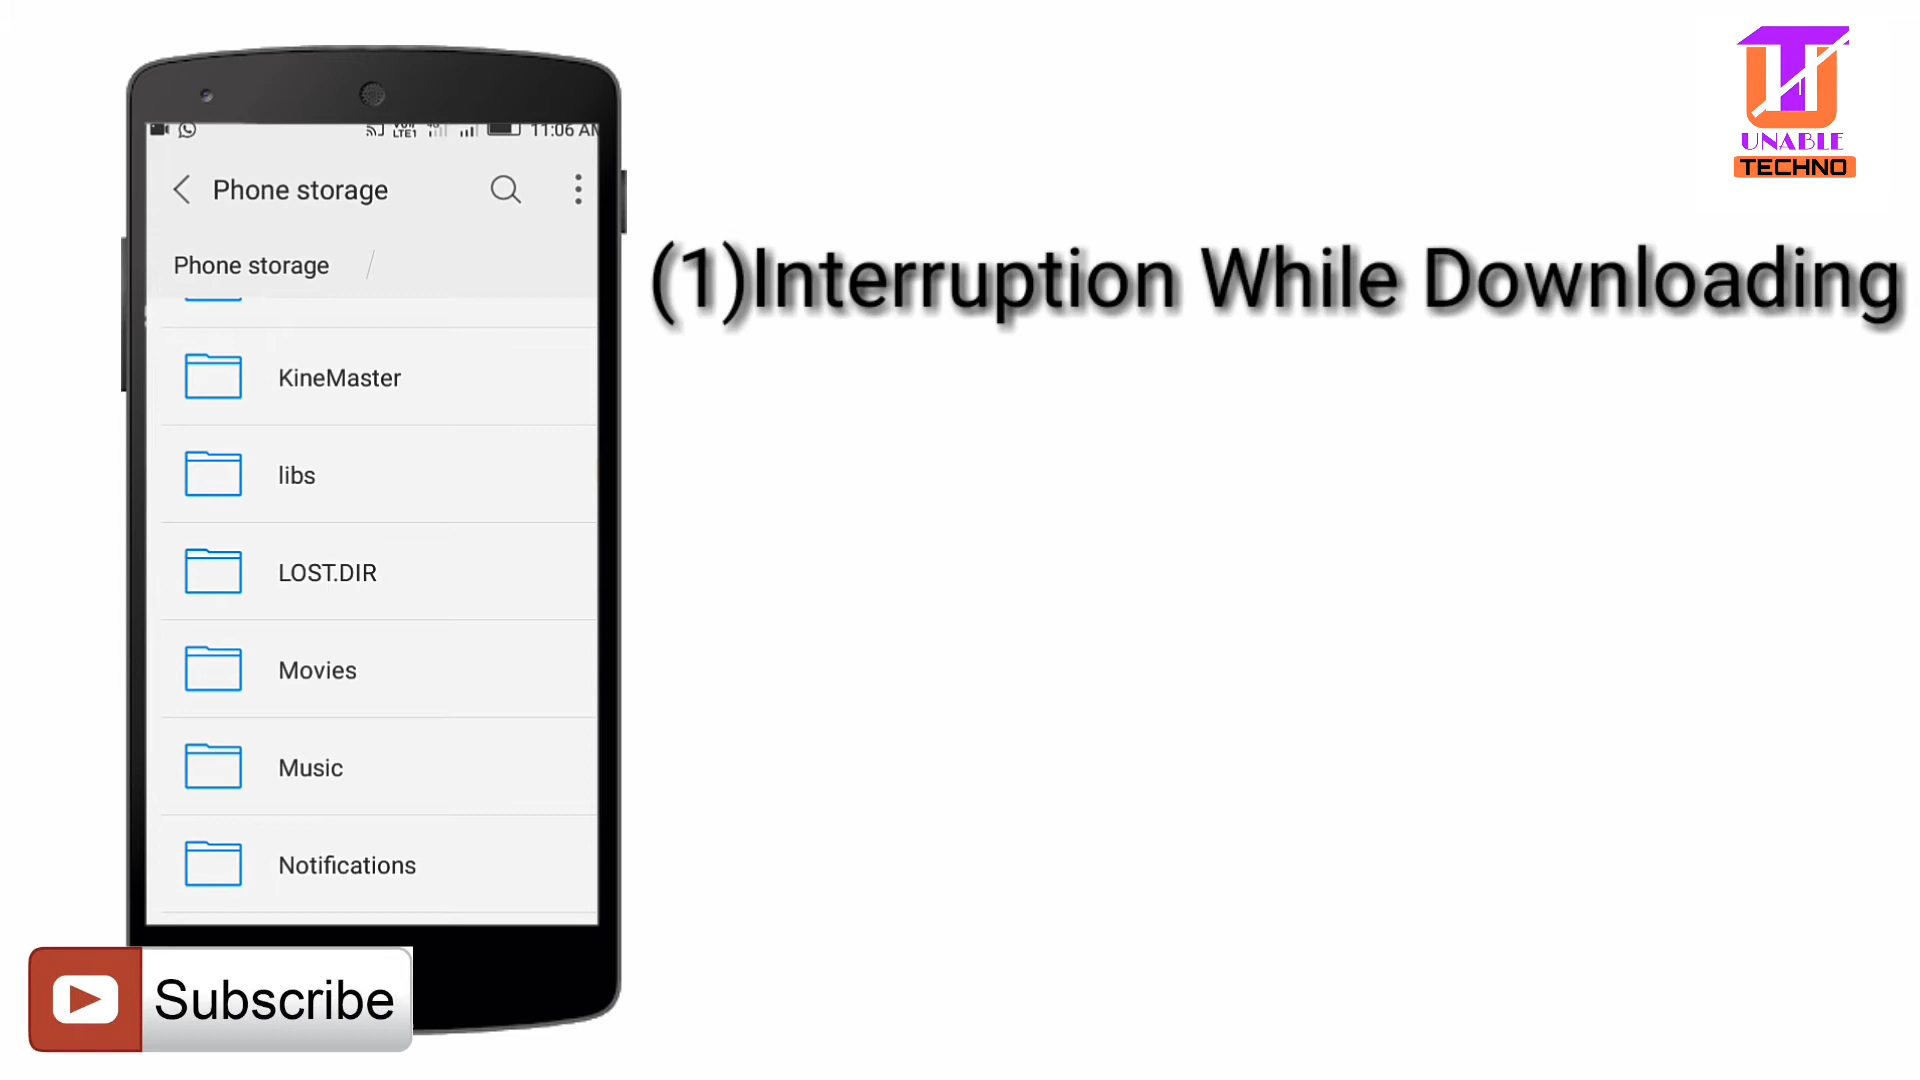 11:06 AM
Phone storage
Phone storage /
KineMaster
libs
LOST.DIR
Movies
Music
Notifications
(1)Interruption While Downloading
UNABLE
TECHNO
Subscribe